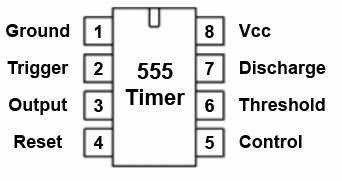 Ground 1 8 Vcc
Trigger 2 555 7 Discharge
Output 3 Timer 6 Threshold
Reset 4 5 Control